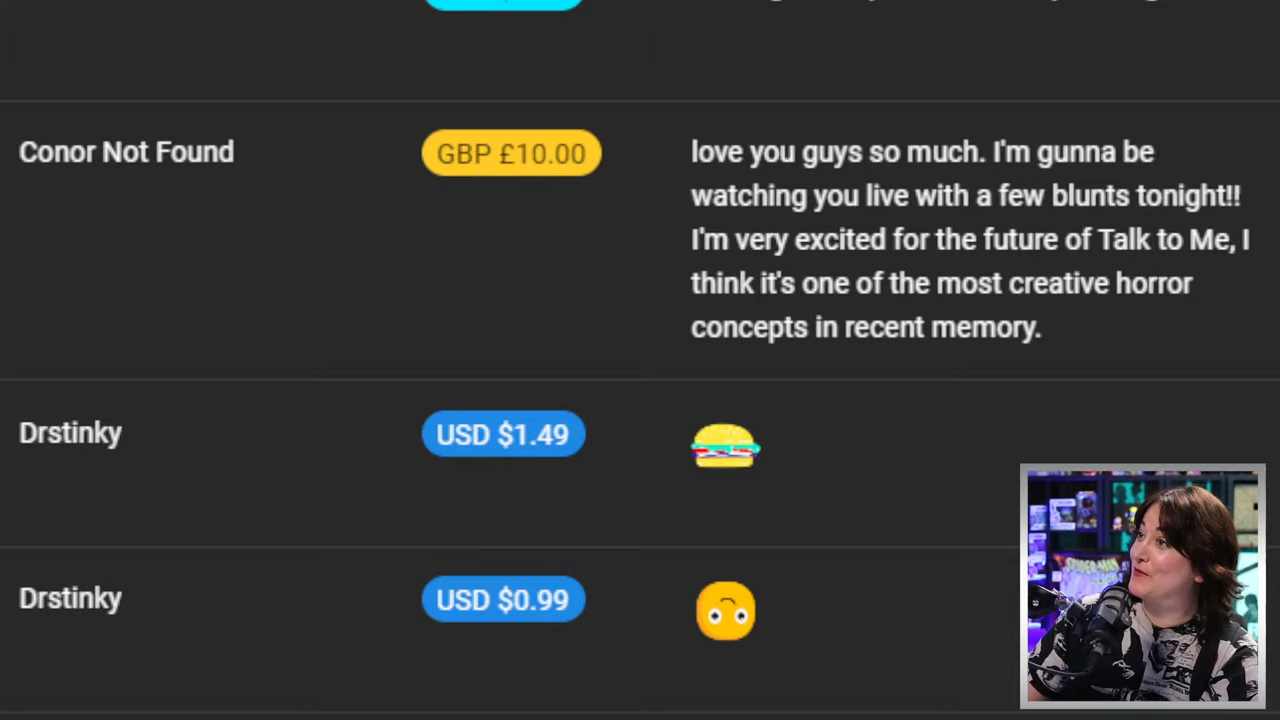 Conor Not Found
GBP £10.00
love you guys so much. I'm gunna be
watching you live with a few blunts tonight!!
I'm very excited for the future of Talk to Me, I
think it's one of the most creative horror
concepts in recent memory.
Drstinky
USD $1.49
Drstinky
USD $0.99
SPIDER-MAN